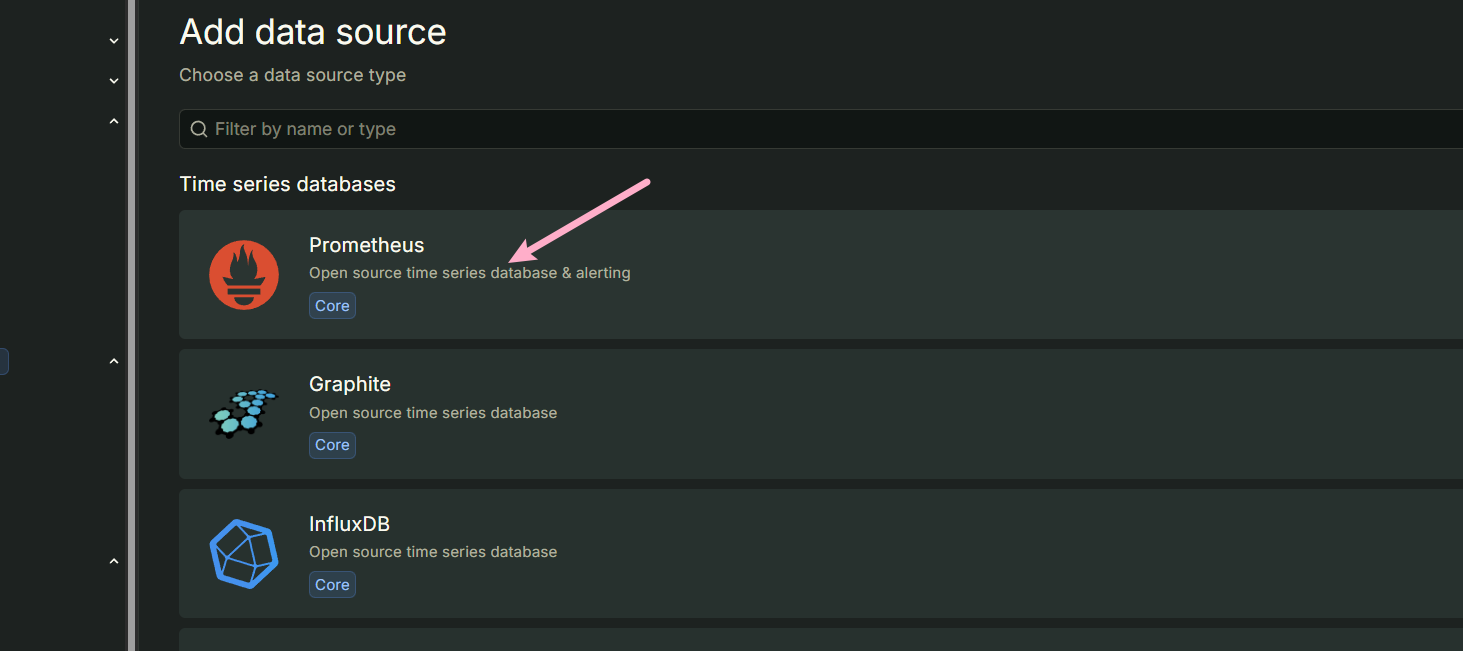 Add data source
Choose a data source type
Filter by name or type
Time series databases
Prometheus
Open source time series database & alerting
Core
Graphite
Open source time series database
Core
InfluxDB
Open source time series database
Core